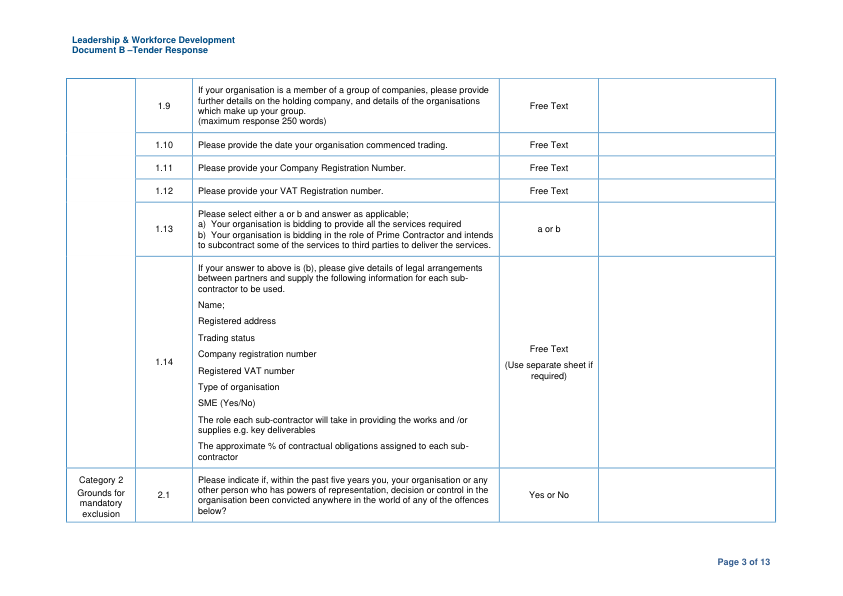 Leadership & Workforce Development
Document B –Tender Response
1.9
If your organisation is a member of a group of companies, please provide
further details on the holding company, and details of the organisations
which make up your group.
(maximum response 250 words)
Free Text
1.10
Please provide the date your organisation commenced trading.
Free Text
1.11
Please provide your Company Registration Number.
Free Text
1.12
Please provide your VAT Registration number.
Free Text
1.13
Please select either a or b and answer as applicable;
a) Your organisation is bidding to provide all the services required
b) Your organisation is bidding in the role of Prime Contractor and intends
to subcontract some of the services to third parties to deliver the services.
a or b
1.14
If your answer to above is (b), please give details of legal arrangements
between partners and supply the following information for each sub-
contractor to be used.
Name;
Registered address
Trading status
Company registration number
Registered VAT number
Type of organisation
SME (Yes/No)
The role each sub-contractor will take in providing the works and /or
supplies e.g. key deliverables
The approximate % of contractual obligations assigned to each sub-
contractor
Free Text
(Use separate sheet if
required)
Category 2
Grounds for
mandatory
exclusion
2.1
Please indicate if, within the past five years you, your organisation or any
other person who has powers of representation, decision or control in the
organisation been convicted anywhere in the world of any of the offences
below?
Yes or No
Page 3 of 13